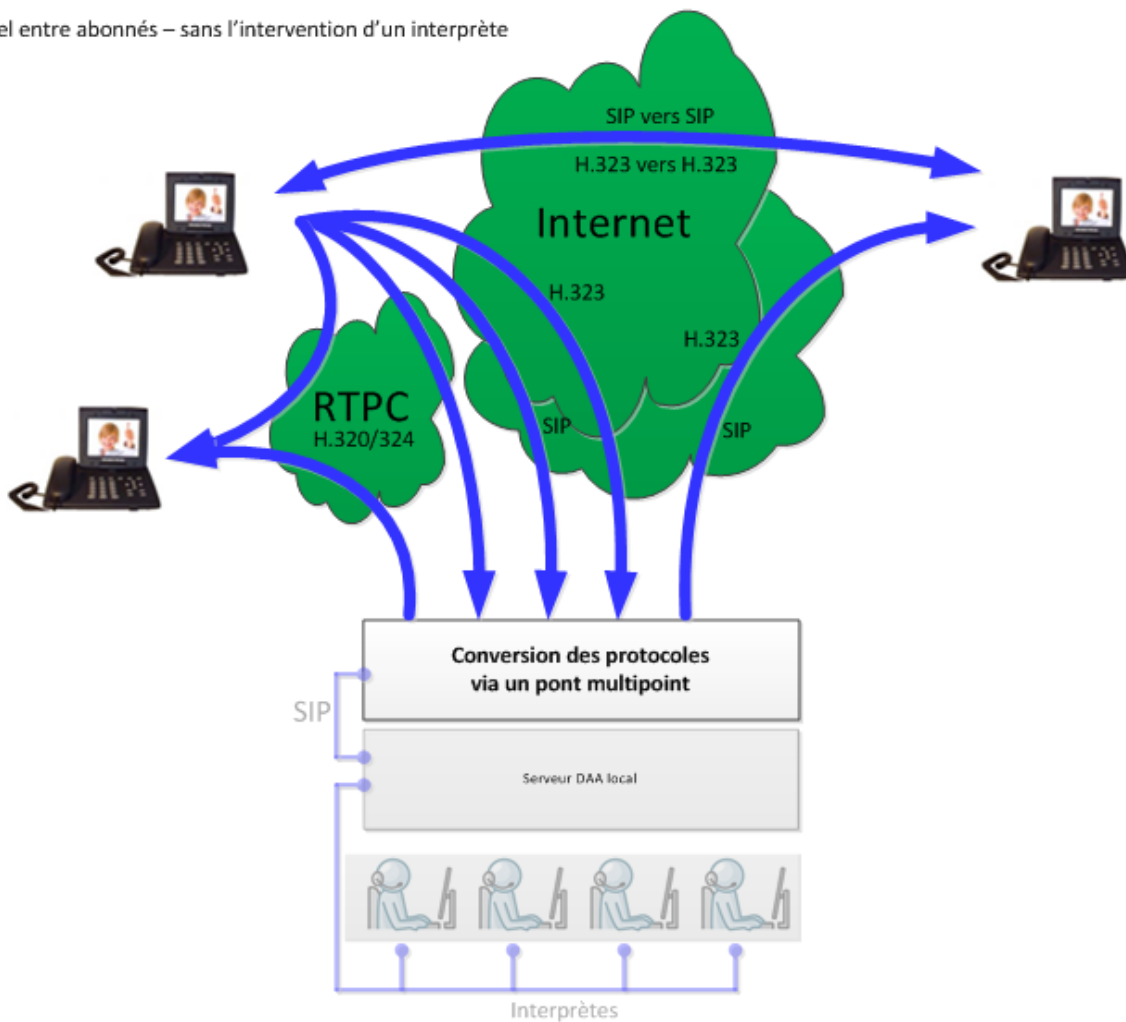 el entre abonnés – sans l'intervention d'un interprète
SIP vers SIP
H.323 vers H.323
Internet
H.323
H.323
RTPC
H.320/324
SIP
SIP
Conversion des protocoles
via un pont multipoint
SIP
Serveur DAA local
Interprètes